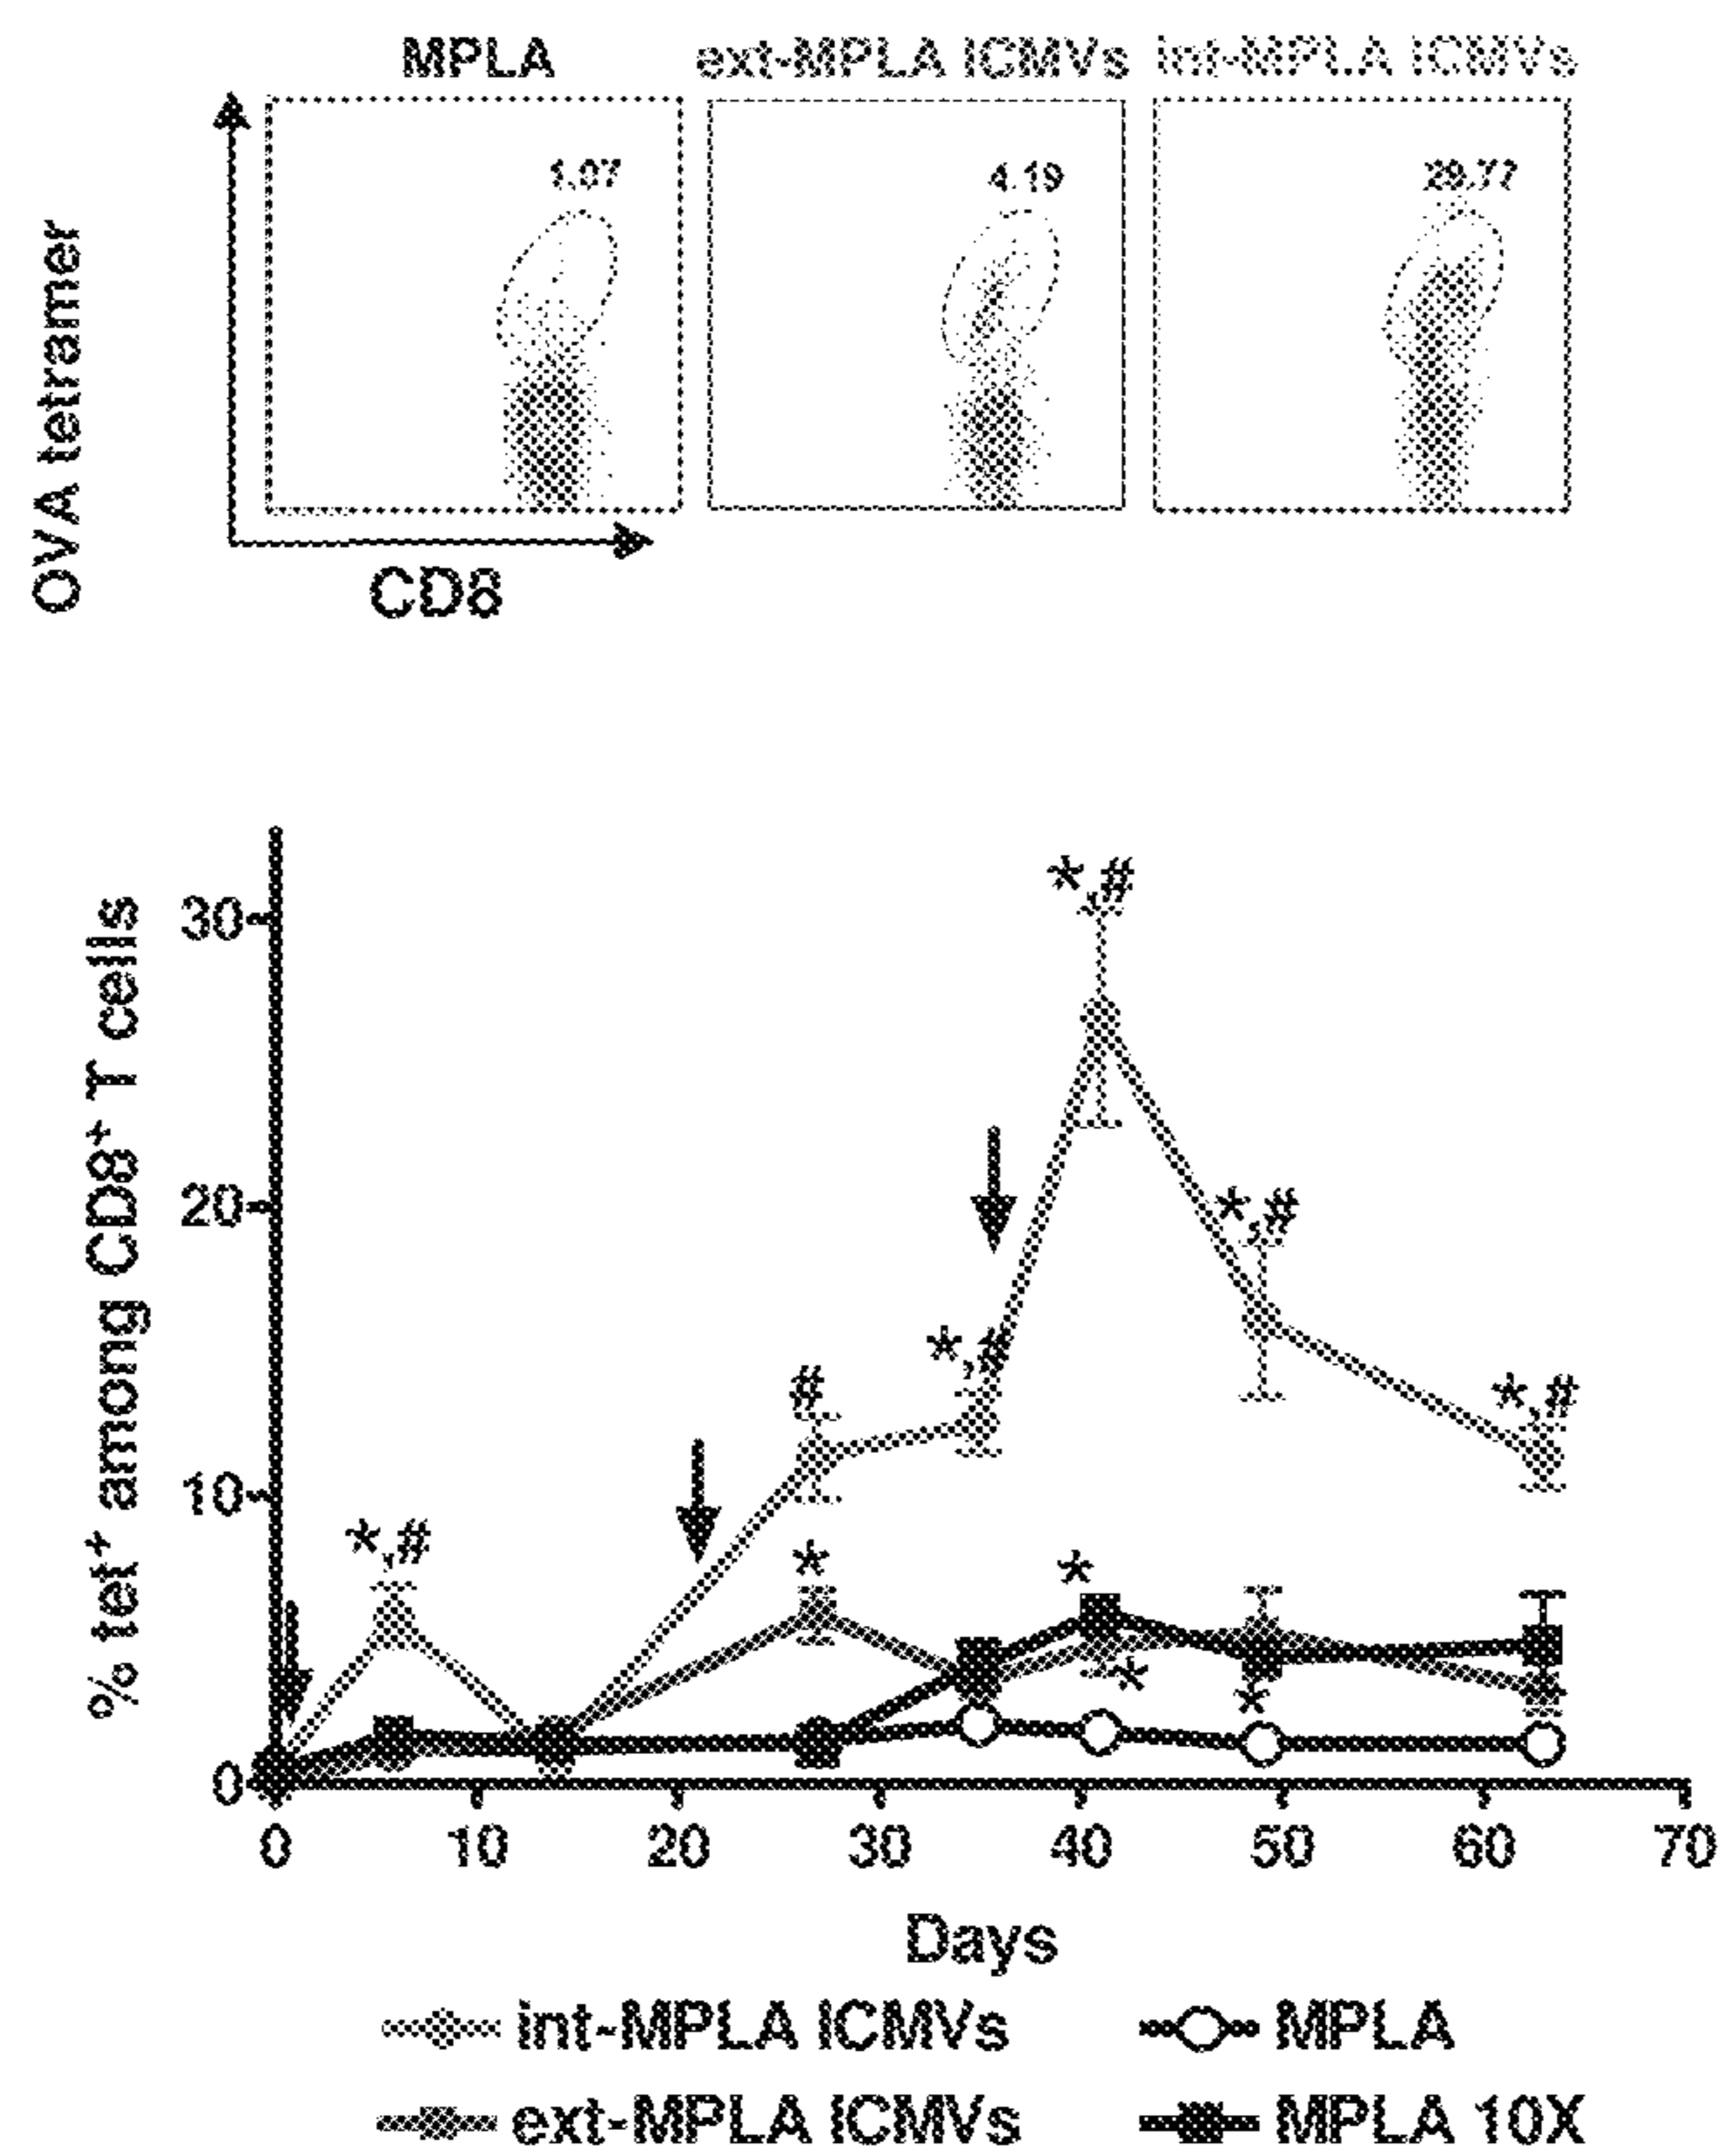 MPLA ext-MPLA ICMVs int-MPLA ICMVs
1.07 4.19 29.77
OVA tetramer
CD8
% tet+ among CD8+ T cells
30
20
10
0
*,#
#
*,#
*,#
*,#
*,#
*
*
*
*
0 10 20 30 40 50 60 70
Days
int-MPLA ICMVs MPLA
ext-MPLA ICMVs MPLA 10X